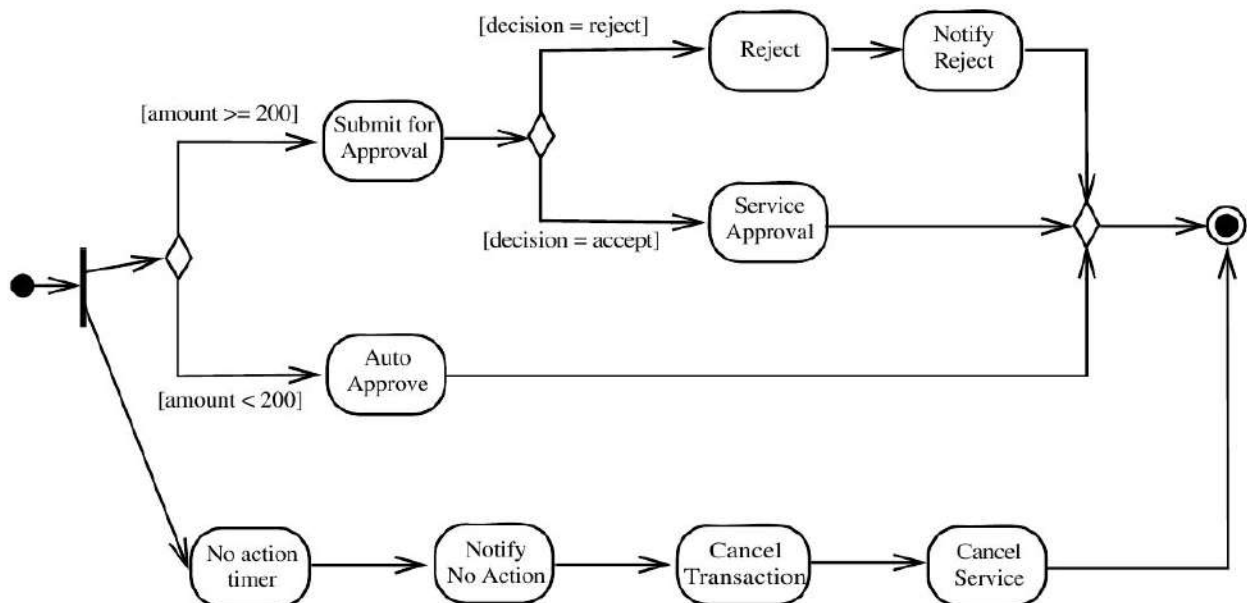 [decision = reject]
Reject
Notify
Reject
[amount >= 200]
Submit for
Approval
Service
Approval
[decision = accept]
Auto
Approve
[amount < 200]
No action
timer
Notify
No Action
Cancel
Transaction
Cancel
Service